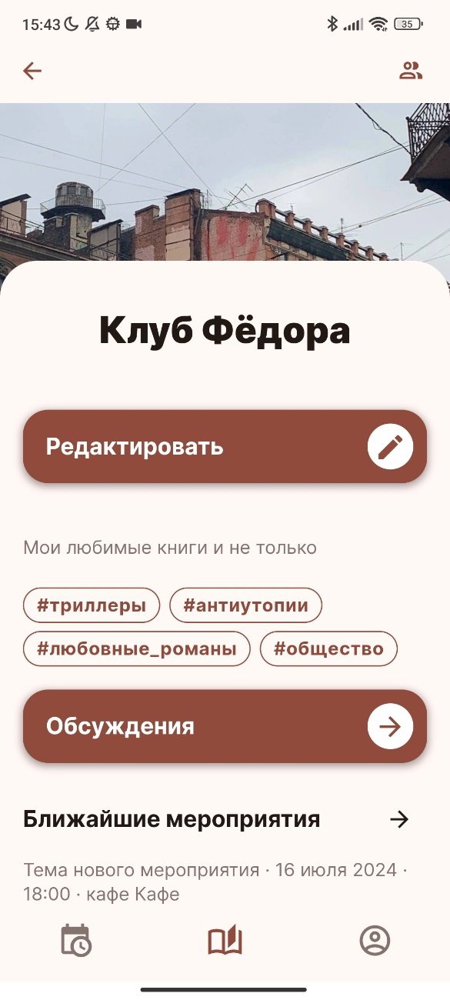 15:43
35
Клуб Фёдора
Редактировать
Мои любимые книги и не только
#триллеры #антиутопии
#любовные_романы #общество
Обсуждения
Ближайшие мероприятия
Тема нового мероприятия · 16 июля 2024 ·
18:00 · кафе Кафе